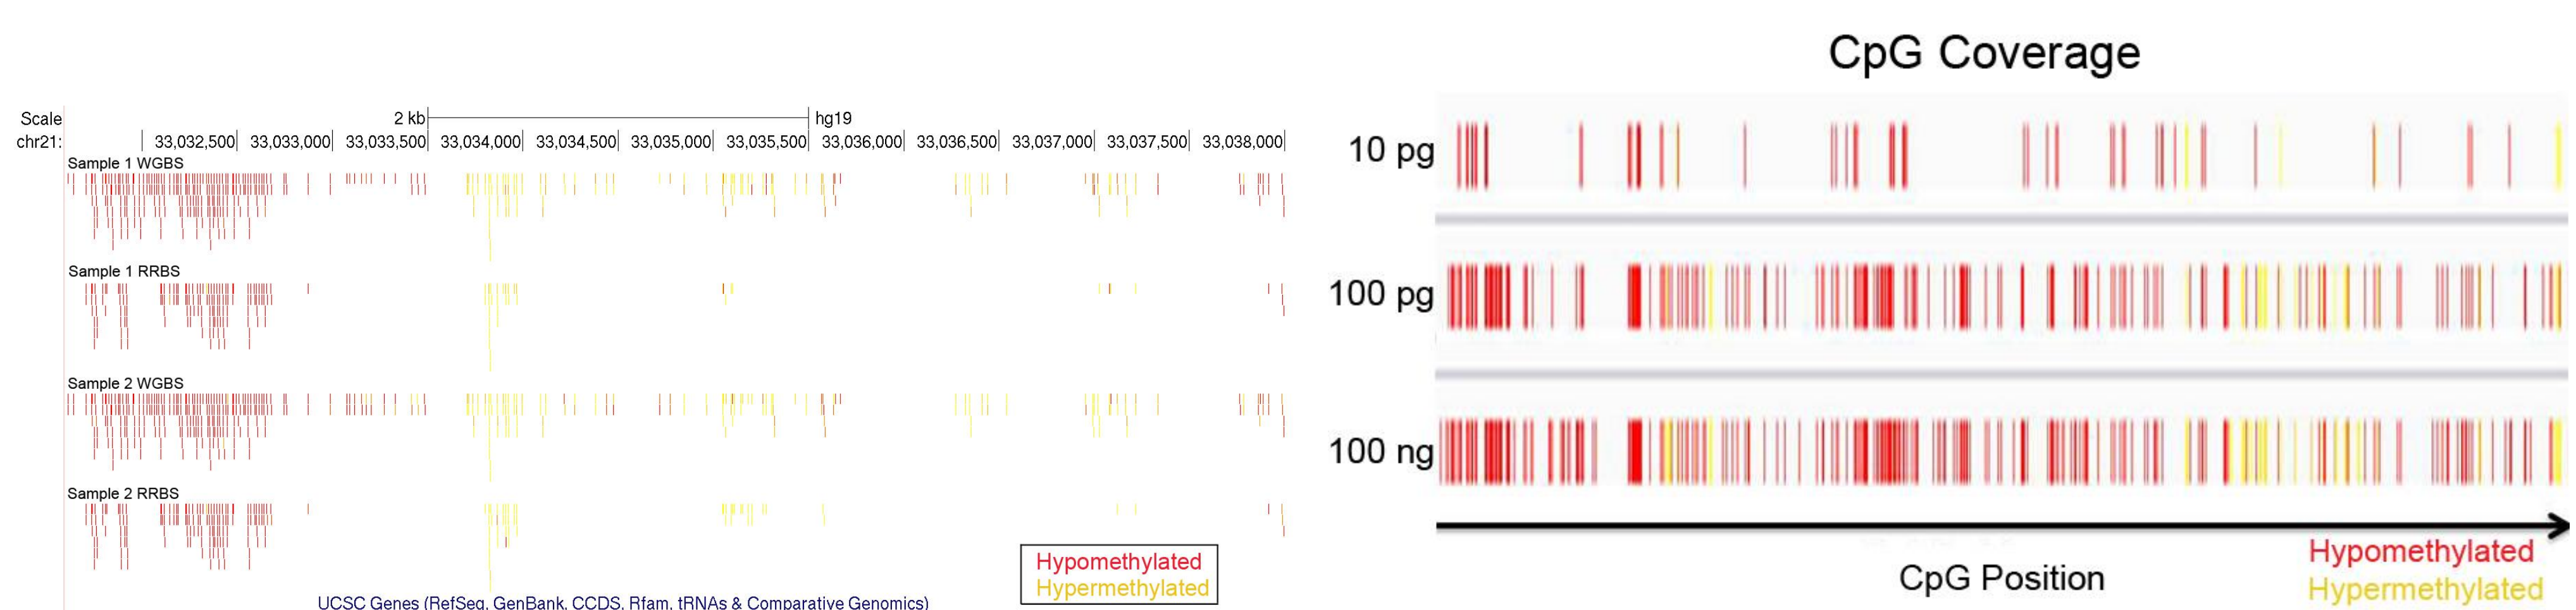 Scale 2 kb hg19
chr21: 33,032,500 33,033,000 33,033,500 33,034,000 33,034,500 33,035,000 33,035,500 33,036,000 33,036,500 33,037,000 33,037,500 33,038,000
Sample 1 WGBS
Sample 1 RRBS
Sample 2 WGBS
Sample 2 RRBS
Hypomethylated
Hypermethylated
UCSC Genes (RefSeq, GenBank, CCDS, Rfam, tRNAs & Comparative Genomics)
CpG Coverage
10 pg
100 pg
100 ng
CpG Position
Hypomethylated
Hypermethylated